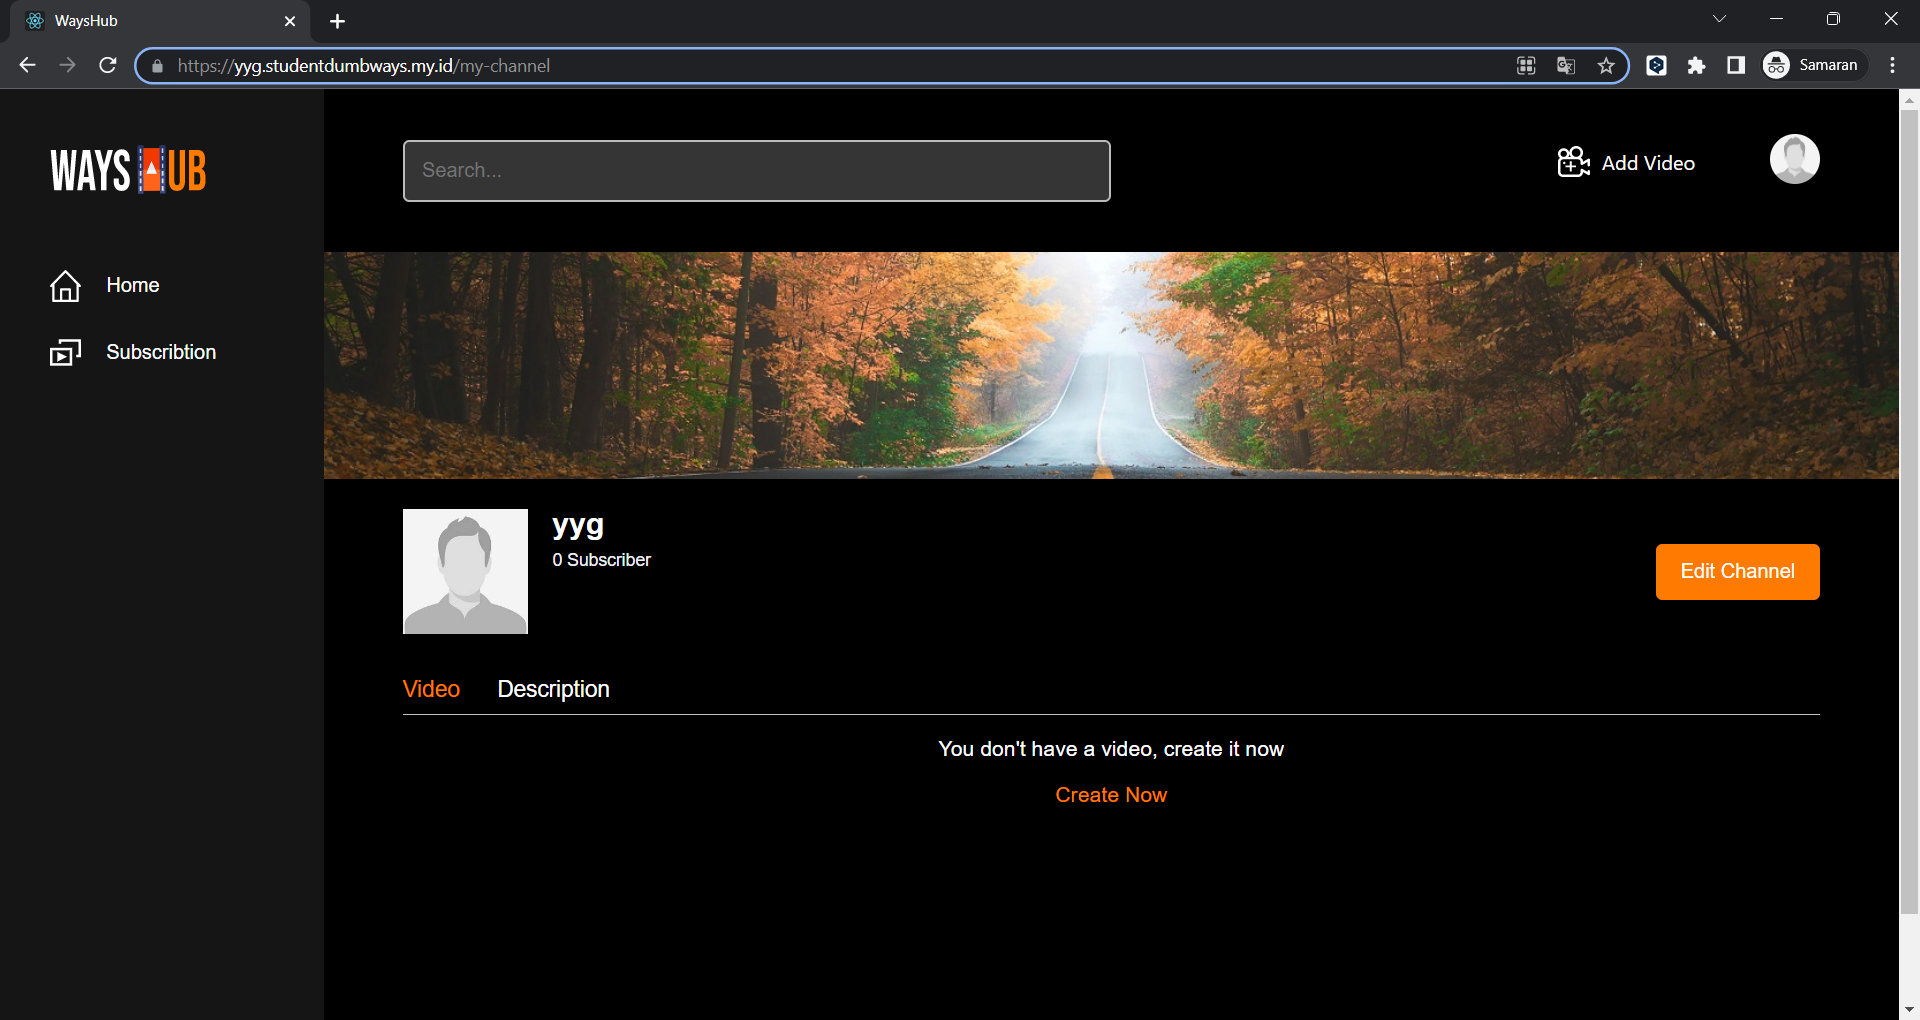 WaysHub
https://yyg.studentdumbways.my.id/my-channel
Samaran
WAYS HUB
Search...
Add Video
Home
Subscribtion
yyg
0 Subscriber
Edit Channel
Video Description
You don't have a video, create it now
Create Now